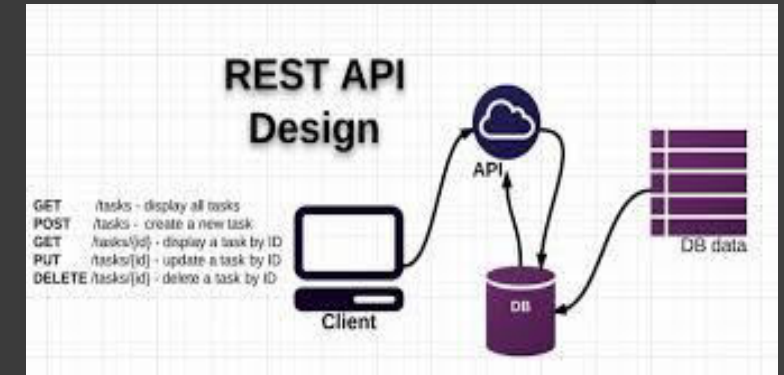 REST API
Design
GET /tasks - display all tasks
POST /tasks - create a new task
GET /tasks/{id} - display a task by ID
PUT /tasks/{id} - update a task by ID
DELETE /tasks/{id} - delete a task by ID
Client
API
DB
DB data